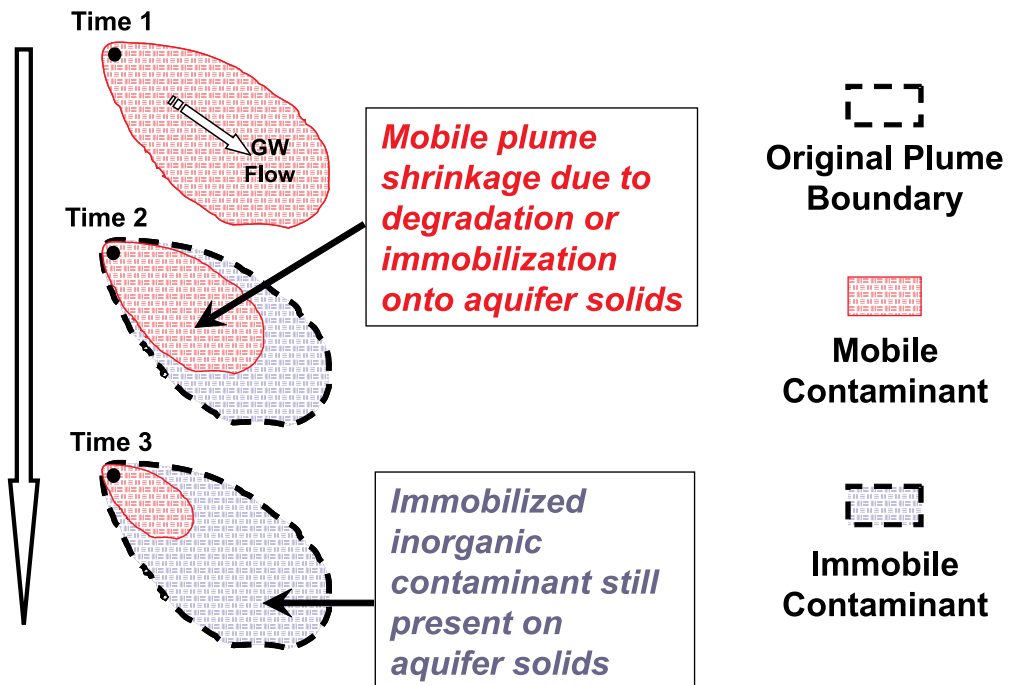 Time 1
GW
Flow
Time 2
Time 3
Mobile plume
shrinkage due to
degradation or
immobilization
onto aquifer solids
Immobilized
inorganic
contaminant still
present on
aquifer solids
Original Plume
Boundary
Mobile
Contaminant
Immobile
Contaminant